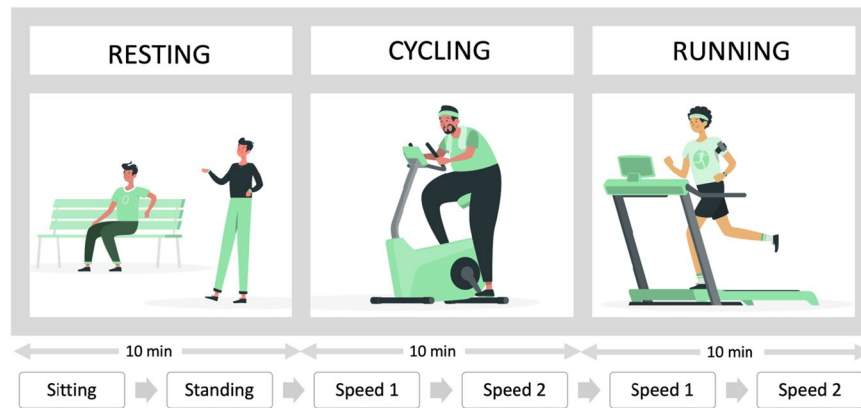 RESTING
CYCLING
RUNNING
10 min
10 min
10 min
Sitting
Standing
Speed 1
Speed 2
Speed 1
Speed 2